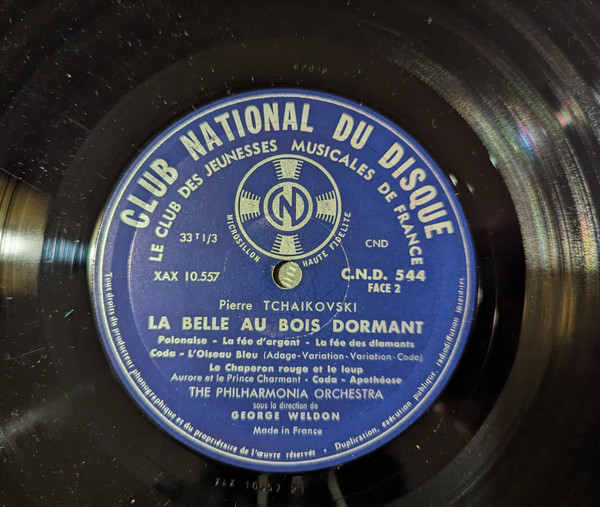 CLUB NATIONAL DU DISQUE
LE CLUB DES JEUNESSES MUSICALES DE FRANCE
N
MICROSILLON HAUTE FIDELITE
33 T 1/3
CND
XAX 10.557
C.N.D. 544
FACE 2
Pierre TCHAIKOVSKI
LA BELLE AU BOIS DORMANT
Polonaise - La fée d'argent - La fée des diamants
Coda - L'Oiseau Bleu (Adage-Variation-Variation-Coda)
Le Chaperon rouge et le loup
Aurore et le Prince Charmant - Coda - Apothéose
THE PHILHARMONIA ORCHESTRA
sous la direction de
GEORGE WELDON
Made in France
Tous droits du producteur phonographique et du propriétaire de l'œuvre réservés • Duplication, exécution publique, radiodiffusion interdites
XAX 10557